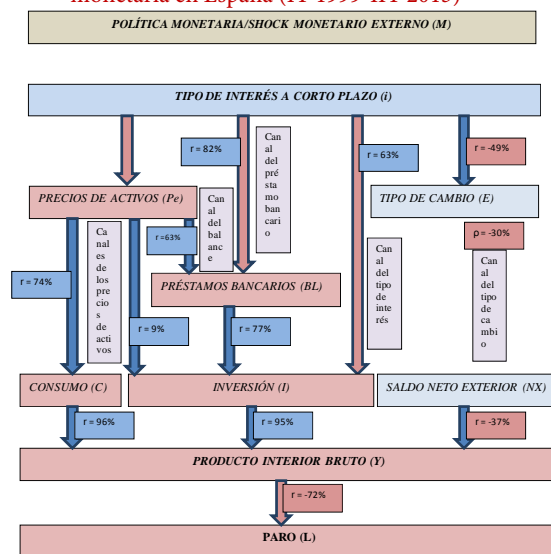 monetaria en España (IT 1999-IIT 2015)
POLÍTICA MONETARIA/SHOCK MONETARIO EXTERNO (M)
TIPO DE INTERÉS A CORTO PLAZO (i)
r = 82%
Can
al
del
pré
sta
mo
ban
cari
o
r = 63%
r = -49%
PRECIOS DE ACTIVOS (Pe)
TIPO DE CAMBIO (E)
Can
al
del
bal
anc
e
r =63%
Ca
nal
es
de
los
pre
cio
s
de
acti
vos
ρ = -30%
Can
al
del
tipo
de
inte
rés
Can
al
del
tipo
de
ca
mbi
o
r = 74%
PRÉSTAMOS BANCARIOS (BL)
r = 9%
r = 77%
CONSUMO (C)
INVERSIÓN (I)
SALDO NETO EXTERIOR (NX)
r = 96%
r = 95%
r = -37%
PRODUCTO INTERIOR BRUTO (Y)
r = -72%
PARO (L)